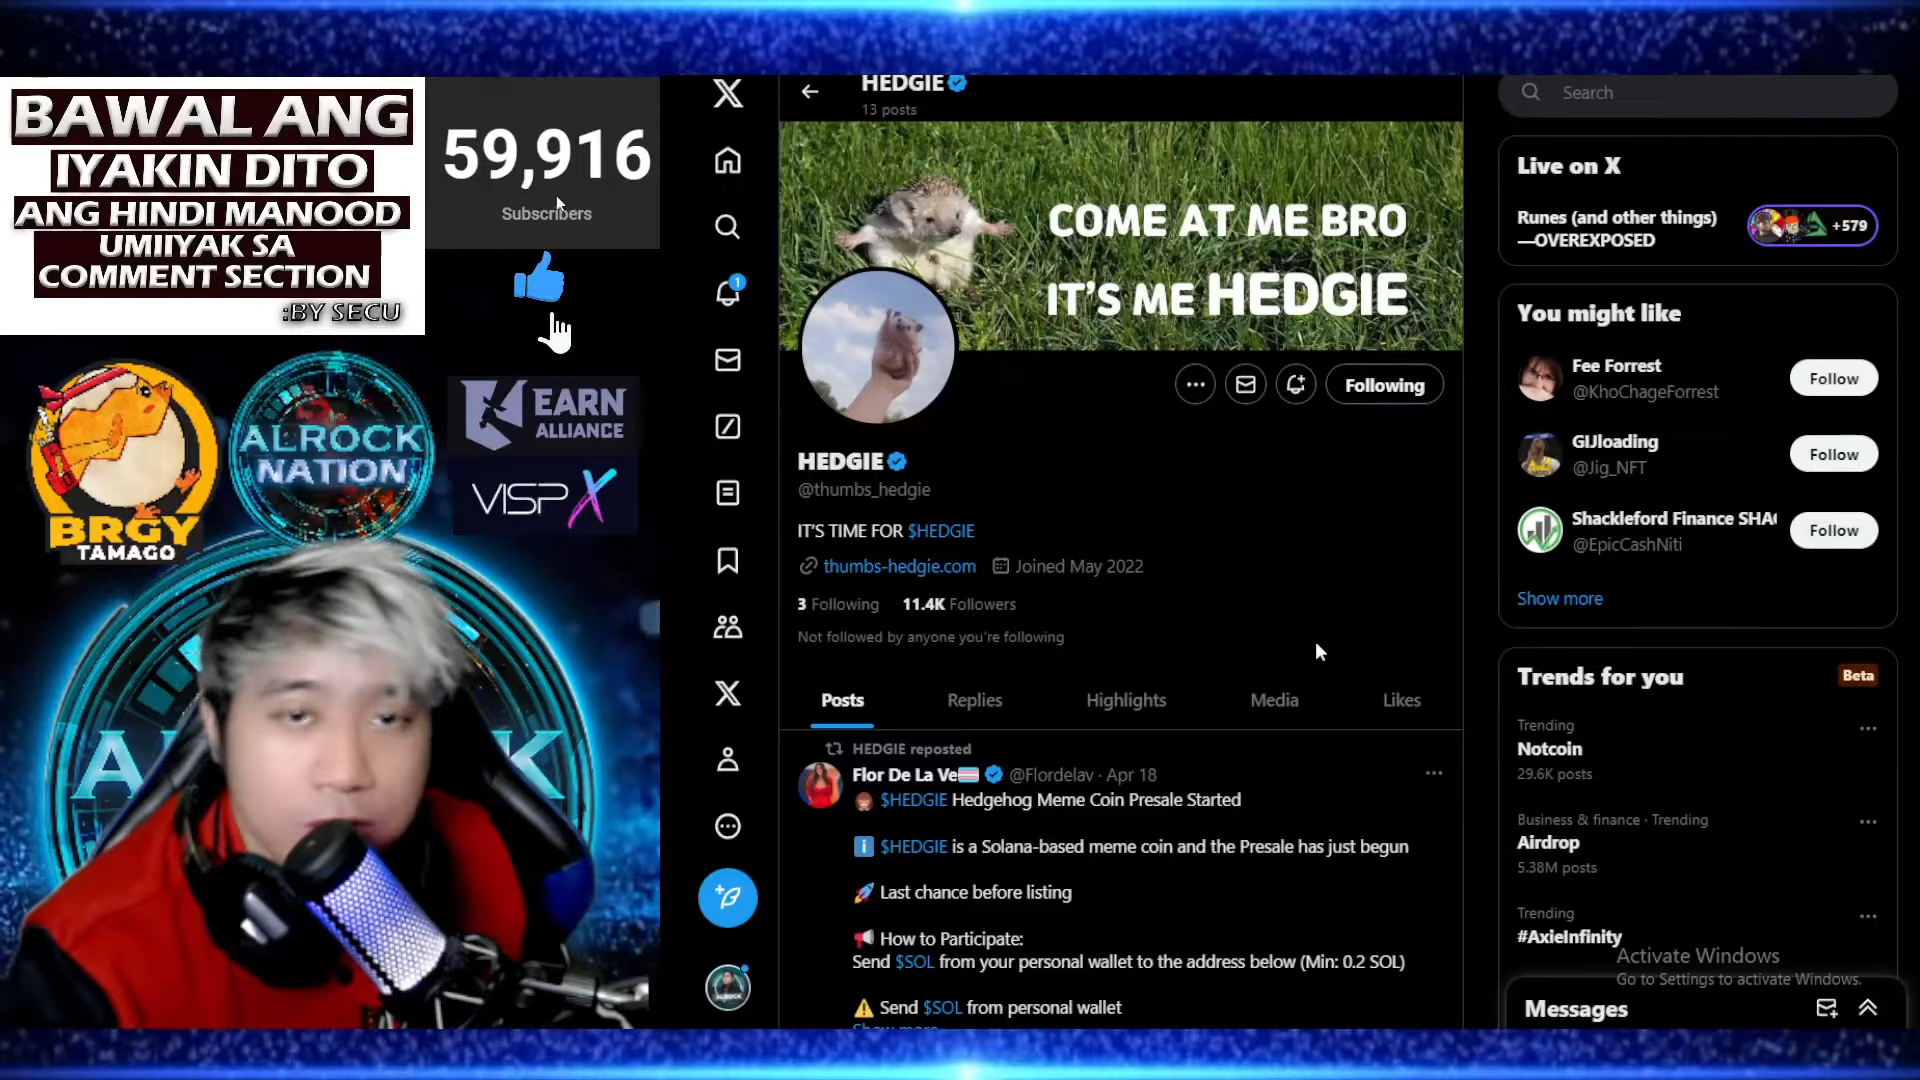 BAWAL ANG
IYAKIN DITO
ANG HINDI MANOOD
UMIIYAK SA
COMMENT SECTION
:BY SECU
59,916
Subscribers
BRGY
TAMAGO
ALROCK
NATION
EARN
ALLIANCE
VISPX
HEDGIE
13 posts
COME AT ME BRO
IT'S ME HEDGIE
Following
HEDGIE
@thumbs_hedgie
IT'S TIME FOR $HEDGIE
thumbs-hedgie.com Joined May 2022
3 Following 11.4K Followers
Not followed by anyone you're following
Posts Replies Highlights Media Likes
HEDGIE reposted
Flor De La Ve @Flordelav · Apr 18
$HEDGIE Hedgehog Meme Coin Presale Started
$HEDGIE is a Solana-based meme coin and the Presale has just begun
Last chance before listing
How to Participate:
Send $SOL from your personal wallet to the address below (Min: 0.2 SOL)
Send $SOL from personal wallet
Show more
1
Search
Live on X
Runes (and other things)
—OVEREXPOSED
+579
You might like
Fee Forrest
@KhoChageForrest
Follow
GIJloading
@Jig_NFT
Follow
Shackleford Finance SHA
@EpicCashNiti
Follow
Show more
Trends for you
Beta
Trending
Notcoin
29.6K posts
Business & finance · Trending
Airdrop
5.38M posts
Trending
#AxieInfinity
Activate Windows
Go to Settings to activate Windows.
Messages